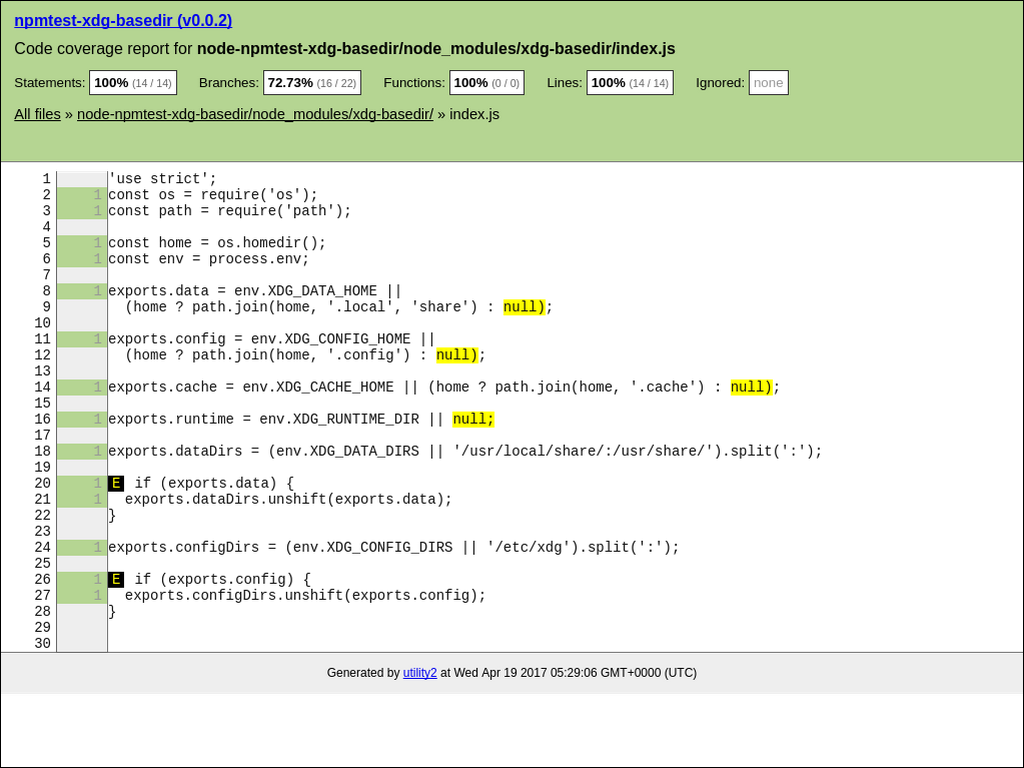 npmtest-xdg-basedir (v0.0.2)
Code coverage report for node-npmtest-xdg-basedir/node_modules/xdg-basedir/index.js
Statements: 100% (14 / 14) Branches: 72.73% (16 / 22) Functions: 100% (0 / 0) Lines: 100% (14 / 14) Ignored: none
All files » node-npmtest-xdg-basedir/node_modules/xdg-basedir/ » index.js
1 'use strict';
2 1 const os = require('os');
3 1 const path = require('path');
4
5 1 const home = os.homedir();
6 1 const env = process.env;
7
8 1 exports.data = env.XDG_DATA_HOME ||
9 (home ? path.join(home, '.local', 'share') : null);
10
11 1 exports.config = env.XDG_CONFIG_HOME ||
12 (home ? path.join(home, '.config') : null);
13
14 1 exports.cache = env.XDG_CACHE_HOME || (home ? path.join(home, '.cache') : null);
15
16 1 exports.runtime = env.XDG_RUNTIME_DIR || null;
17
18 1 exports.dataDirs = (env.XDG_DATA_DIRS || '/usr/local/share/:/usr/share/').split(':');
19
20 1 E if (exports.data) {
21 1 exports.dataDirs.unshift(exports.data);
22 }
23
24 1 exports.configDirs = (env.XDG_CONFIG_DIRS || '/etc/xdg').split(':');
25
26 1 E if (exports.config) {
27 1 exports.configDirs.unshift(exports.config);
28 }
29
30
Generated by utility2 at Wed Apr 19 2017 05:29:06 GMT+0000 (UTC)